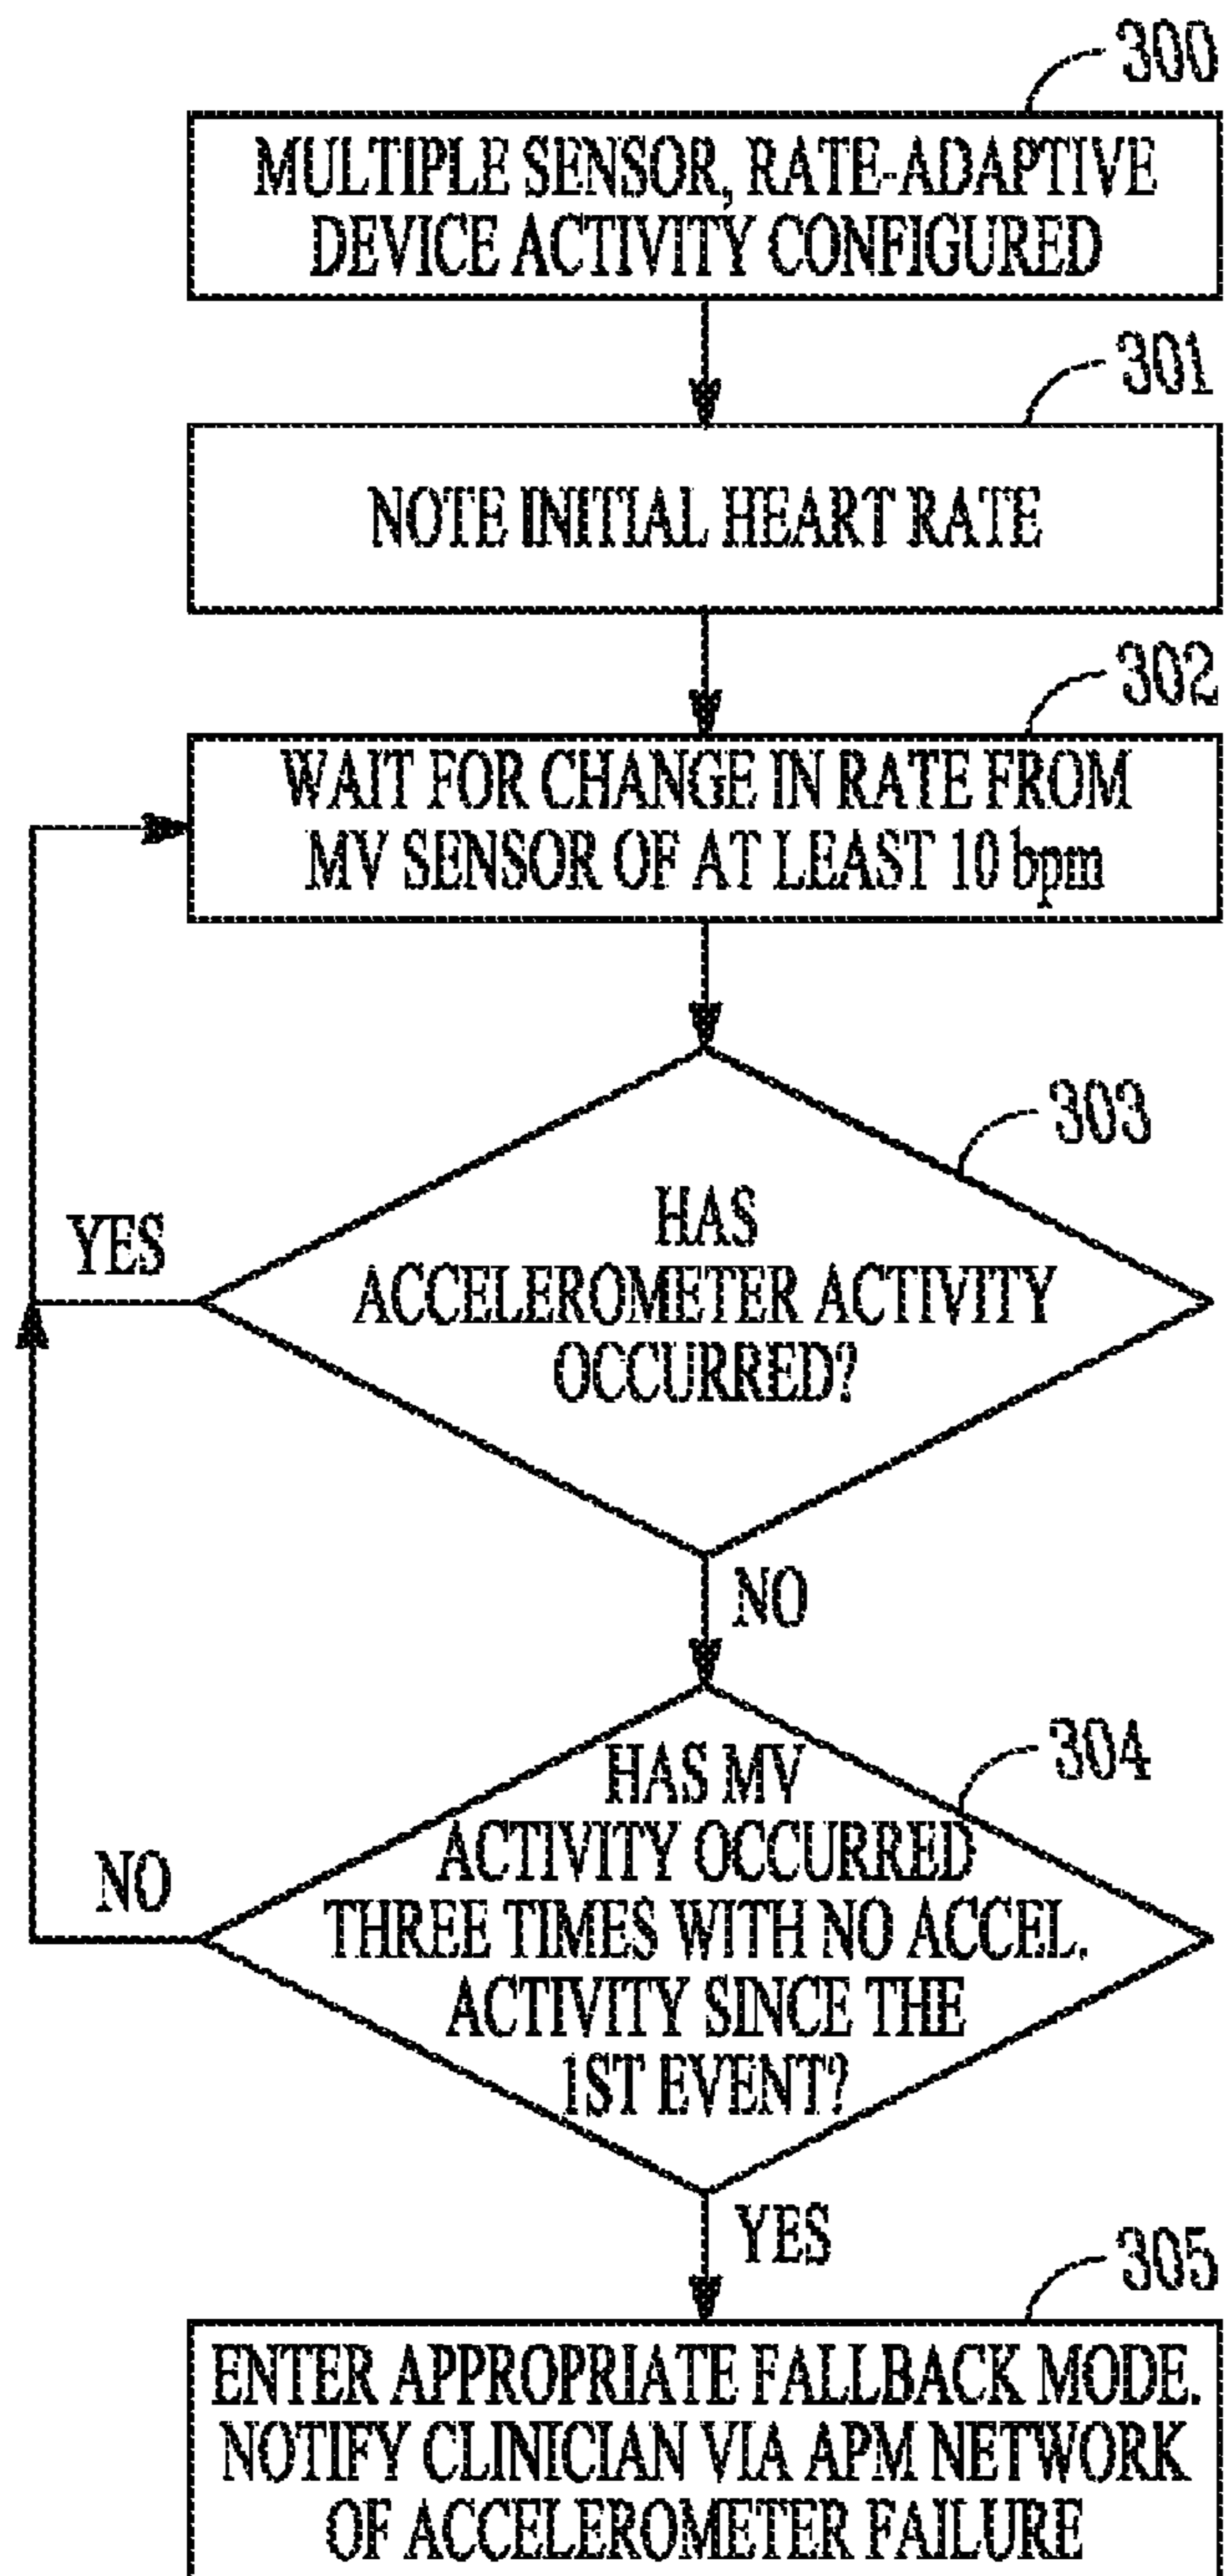 300
MULTIPLE SENSOR, RATE-ADAPTIVE
DEVICE ACTIVITY CONFIGURED
301
NOTE INITIAL HEART RATE
302
WAIT FOR CHANGE IN RATE FROM
MV SENSOR OF AT LEAST 10 bpm
303
HAS
ACCELEROMETER ACTIVITY
OCCURRED?
YES
NO
304
HAS MV
ACTIVITY OCCURRED
THREE TIMES WITH NO ACCEL.
ACTIVITY SINCE THE
1ST EVENT?
NO
YES
305
ENTER APPROPRIATE FALLBACK MODE.
NOTIFY CLINICIAN VIA APM NETWORK
OF ACCELEROMETER FAILURE